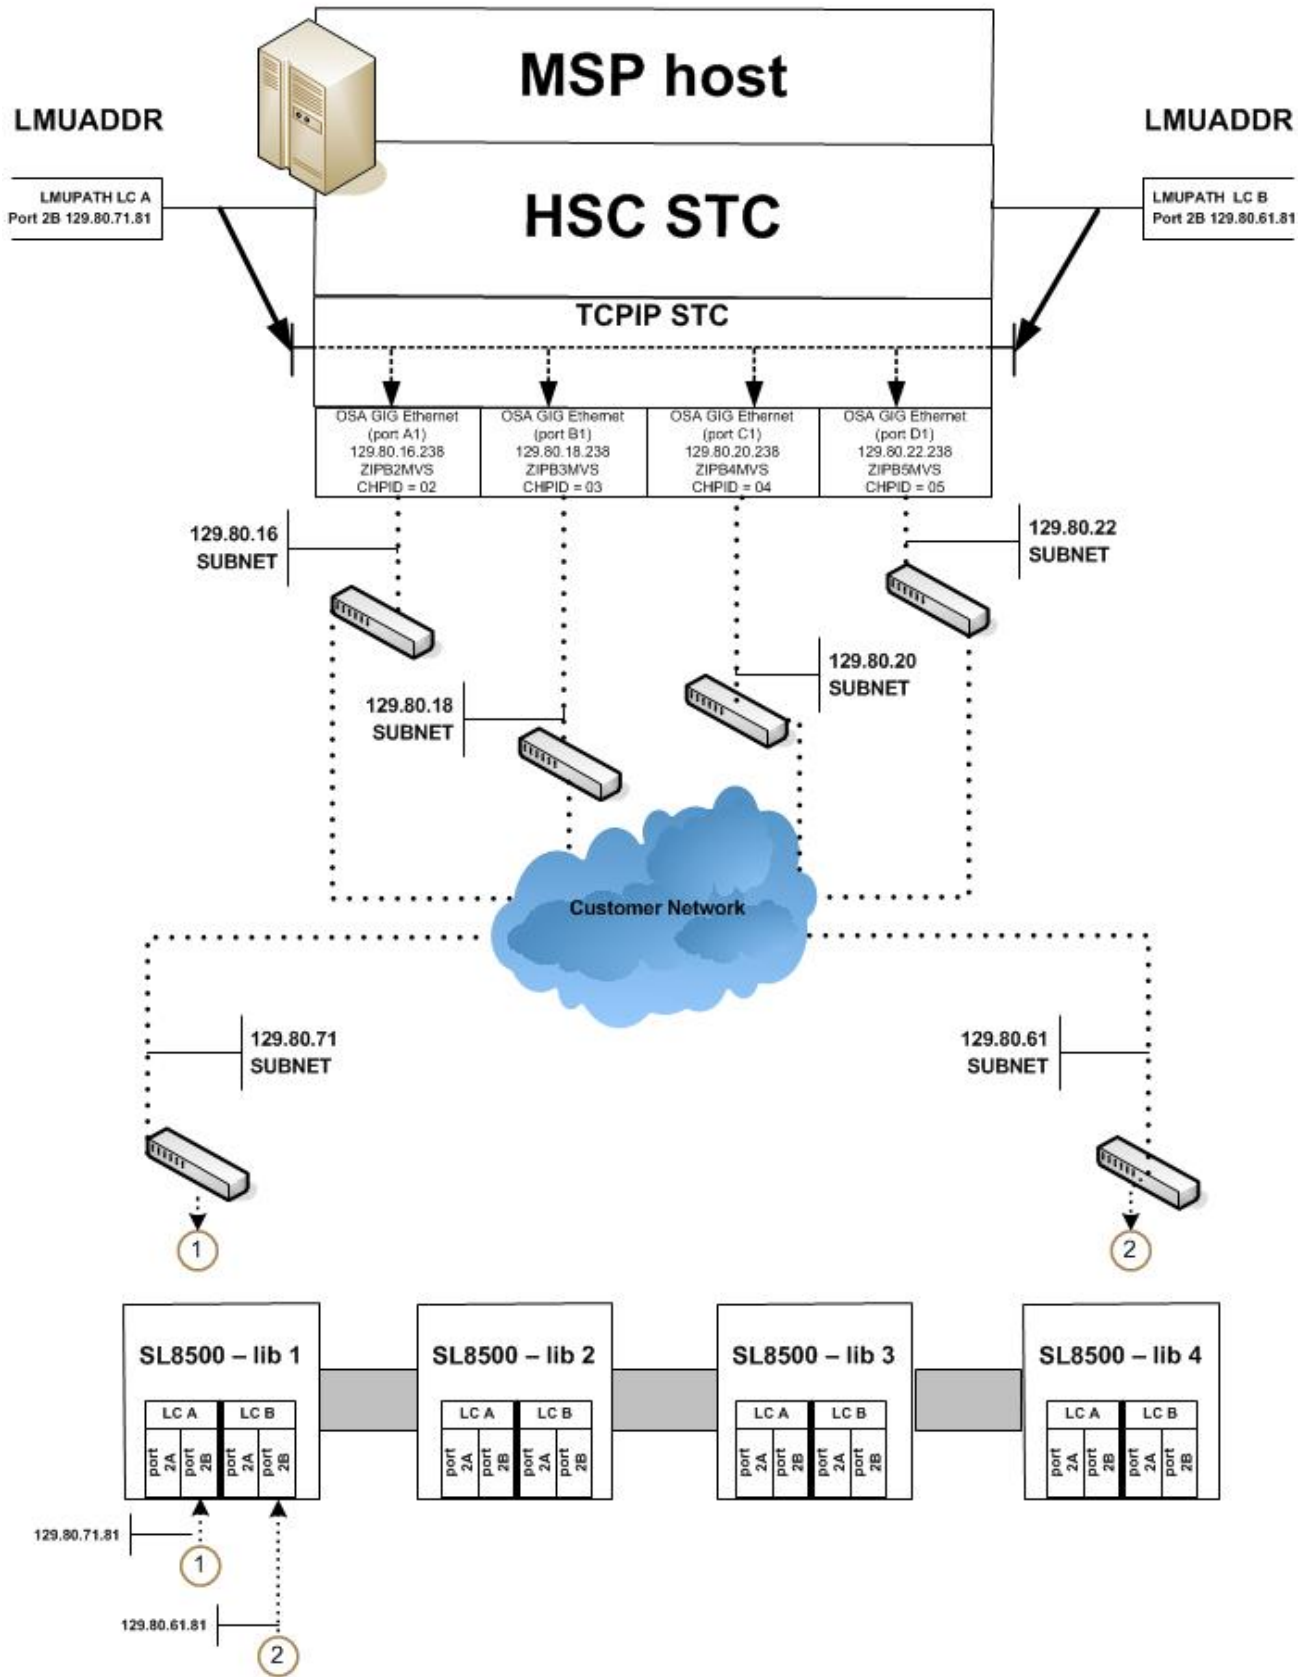 MSP host
LMUADDR
LMUADDR
LMUPATH LC A
Port 2B 129.80.71.81
HSC STC
LMUPATH LC B
Port 2B 129.80.61.81
TCPIP STC
OSA GIG Ethernet
(port A1)
129.80.16.238
ZIPB2MVS
CHPID = 02
OSA GIG Ethernet
(port B1)
129.80.18.238
ZIPB3MVS
CHPID = 03
OSA GIG Ethernet
(port C1)
129.80.20.238
ZIPB4MVS
CHPID = 04
OSA GIG Ethernet
(port D1)
129.80.22.238
ZIPB5MVS
CHPID = 05
129.80.16
SUBNET
129.80.22
SUBNET
129.80.18
SUBNET
129.80.20
SUBNET
Customer Network
129.80.71
SUBNET
129.80.61
SUBNET
1
2
SL8500 – lib 1
LC A
LC B
port 2A
port 2B
port 2A
port 2B
SL8500 – lib 2
LC A
LC B
port 2A
port 2B
port 2A
port 2B
SL8500 – lib 3
LC A
LC B
port 2A
port 2B
port 2A
port 2B
SL8500 – lib 4
LC A
LC B
port 2A
port 2B
port 2A
port 2B
129.80.71.81
1
129.80.61.81
2